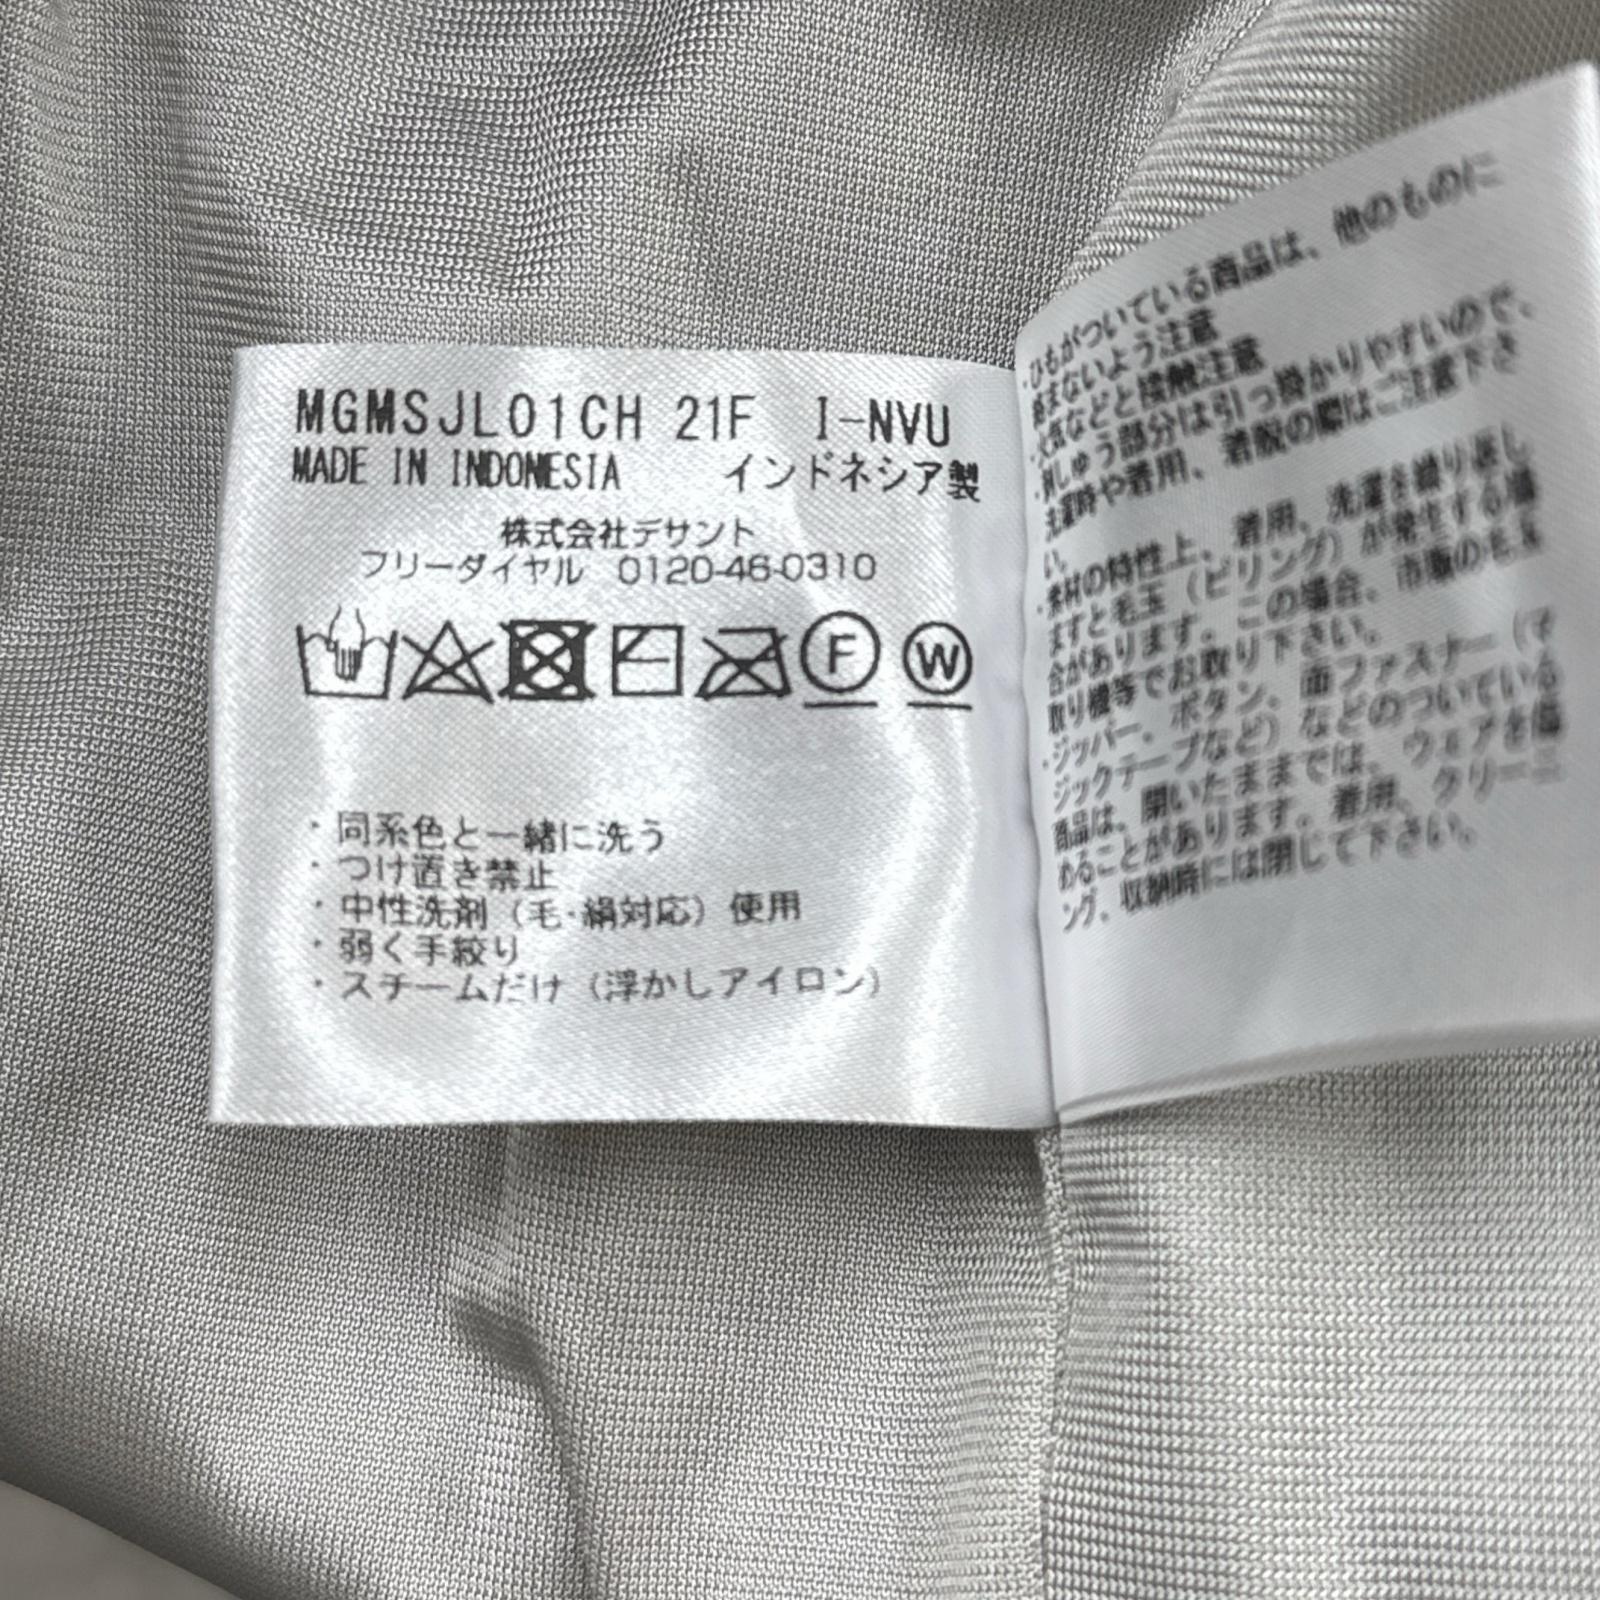 MGMSJL01CH 21F I-NVU
MADE IN INDONESIA インドネシア製
株式会社デサント
フリーダイヤル 0120-46-0310
F W
・同系色と一緒に洗う
・つけ置き禁止
・中性洗剤（毛・絹対応）使用
・弱く手絞り
・スチームだけ（浮かしアイロン）
・ひもがついている商品は、他のものに
絡まないよう注意
・火気などと接触注意
・刺しゅう部分は引っ掛かりやすいので、
洗濯時や着用、着脱の際はご注意下さ
い。
・素材の特性上、着用、洗濯を繰り返し
ますと毛玉（ピリング）が発生する場
合があります。この場合、市販の毛玉
取り機等でお取り下さい。
・ジッパー、ボタン、面ファスナー（マ
ジックテープなど）などのついている
商品は、開いたままでは、ウェアを傷
めることがあります。着用、クリーニ
ング、収納時には閉じて下さい。